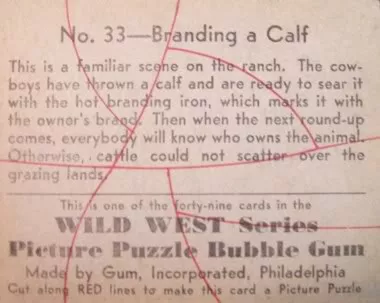 No. 33—Branding a Calf
This is a familiar scene on the ranch. The cow-
boys have thrown a calf and are ready to sear it
with the hot branding iron, which marks it with
the owner's brand. Then when the next round-up
comes, everybody will know who owns the animal.
Otherwise, cattle could not scatter over the
grazing lands.
This is one of the forty-nine cards in the
WILD WEST Series
Picture Puzzle Bubble Gum
Made by Gum, Incorporated, Philadelphia
Cut along RED lines to make this card a Picture Puzzle